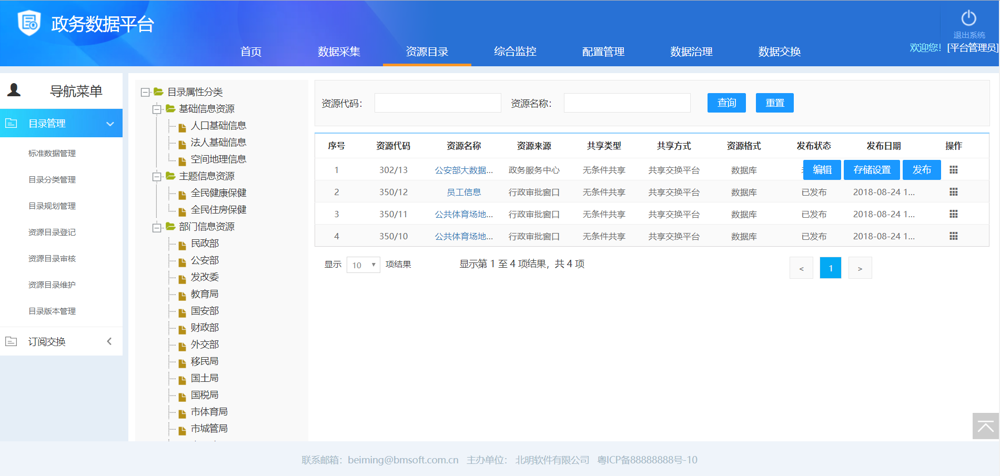 政务数据平台
首页
数据采集
资源目录
综合监控
配置管理
数据治理
数据交换
退出系统
欢迎您！ [平台管理员]
导航菜单
目录管理
标准数据管理
目录分类管理
目录规划管理
资源目录登记
资源目录审核
资源目录维护
目录版本管理
订阅交换
目录属性分类
基础信息资源
人口基础信息
法人基础信息
空间地理信息
主题信息资源
全民健康保健
全民住房保健
部门信息资源
民政部
公安部
发改委
教育局
国安部
财政部
外交部
移民局
国土局
国税局
市体育局
市城管局
资源代码：
资源名称：
查询
重置
序号 资源代码 资源名称 资源来源 共享类型 共享方式 资源格式 发布状态 发布日期 操作
1 302/13 公安部大数据... 政务服务中心 无条件共享 共享交换平台 数据库 编辑 存储设置 发布
2 350/12 员工信息 行政审批窗口 无条件共享 共享交换平台 数据库 已发布 2018-08-24 1...
3 350/11 公共体育场地... 行政审批窗口 无条件共享 共享交换平台 数据库 已发布 2018-08-24 1...
4 350/10 公共体育场地... 行政审批窗口 无条件共享 共享交换平台 数据库 已发布 2018-08-24 1...
显示 10 项结果
显示第 1 至 4 项结果，共 4 项
< 1 >
联系邮箱：beiming@bmsoft.com.cn 主办单位： 北明软件有限公司 粤ICP备88888888号-10